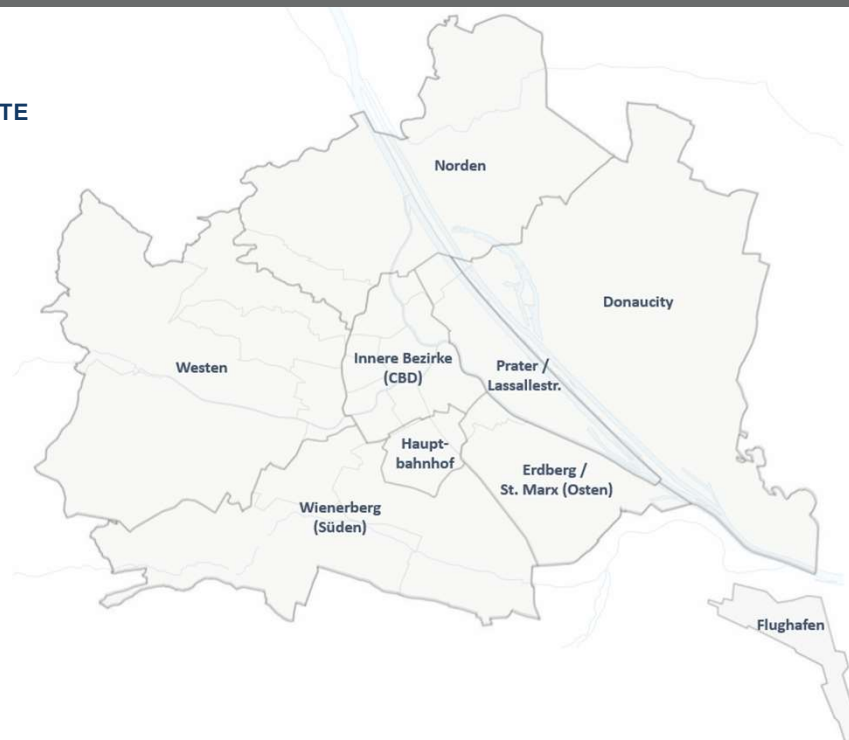 TE
Norden
Donaucity
Westen
Innere Bezirke
(CBD)
Prater /
Lassallestr.
Haupt-
bahnhof
Erdberg /
St. Marx (Osten)
Wienerberg
(Süden)
Flughafen